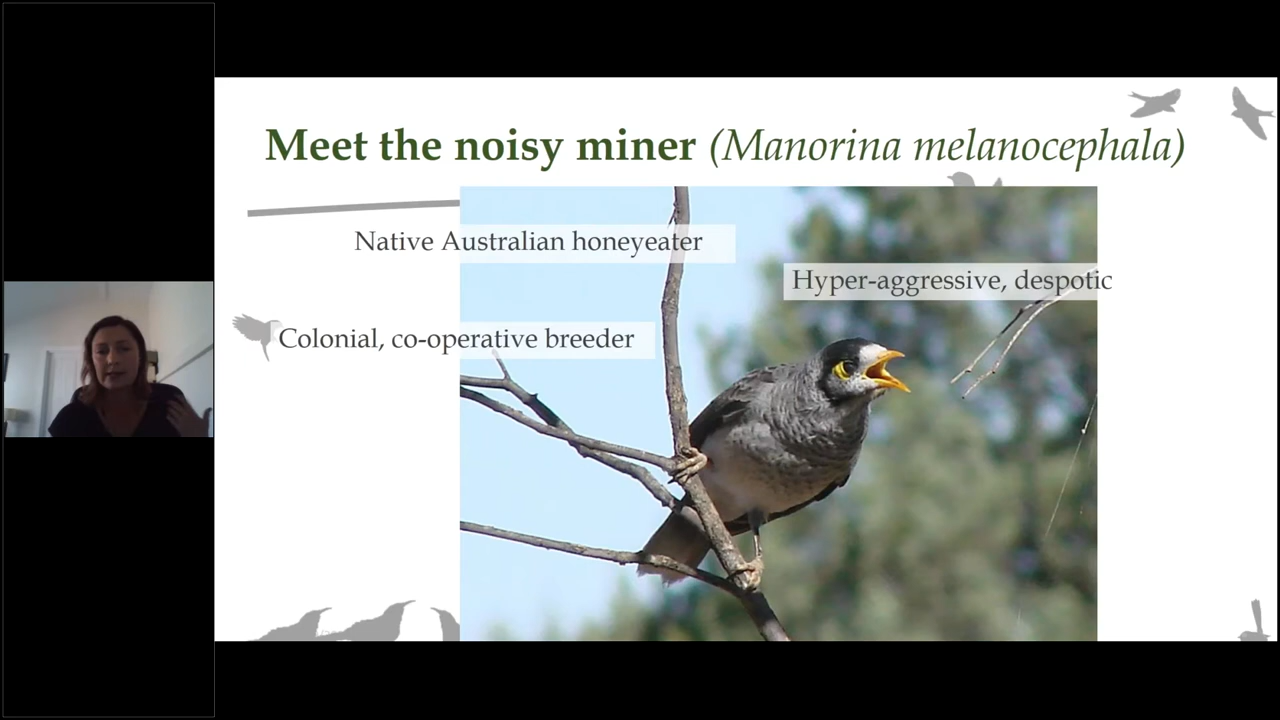 Meet the noisy miner (Manorina melanocephala)
Native Australian honeyeater
Hyper-aggressive, despotic
Colonial, co-operative breeder